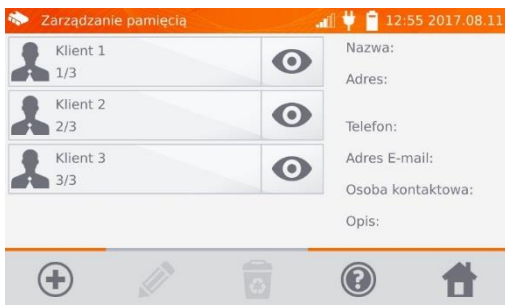 Zarządzanie pamięcią
12:55 2017.08.11
Klient 1
1/3
Klient 2
2/3
Klient 3
3/3
Nazwa:
Adres:
Telefon:
Adres E-mail:
Osoba kontaktowa:
Opis: